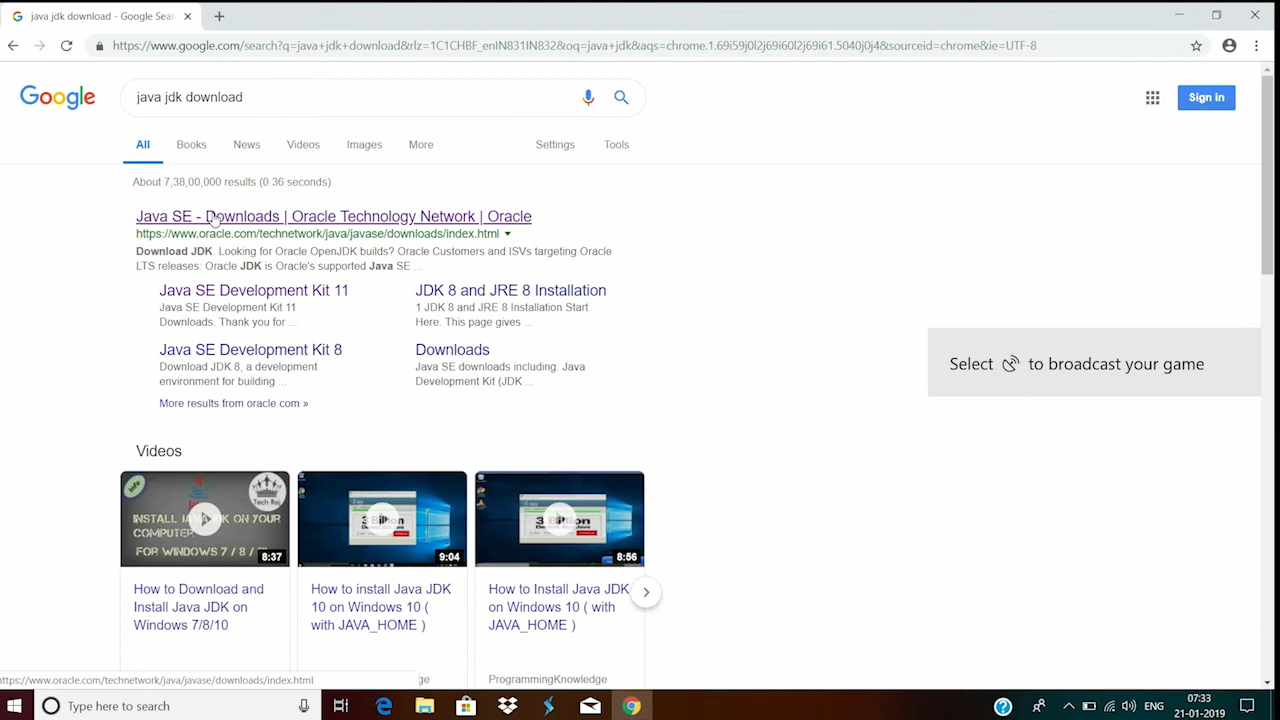 java jdk download - Google Sear
https://www.google.com/search?q=java+jdk+download&rlz=1C1CHBF_enIN831IN832&oq=java+jdk&aqs=chrome.1.69i59j0l2j69i60l2j69i61.5040j0j4&sourceid=chrome&ie=UTF-8
Google
java jdk download
Sign in
All Books News Videos Images More Settings Tools
About 7,38,00,000 results (0.36 seconds)
Java SE - Downloads | Oracle Technology Network | Oracle
https://www.oracle.com/technetwork/java/javase/downloads/index.html
Download JDK. Looking for Oracle OpenJDK builds? Oracle Customers and ISVs targeting Oracle
LTS releases: Oracle JDK is Oracle's supported Java SE ...
Java SE Development Kit 11
Java SE Development Kit 11
Downloads. Thank you for ...
JDK 8 and JRE 8 Installation
1 JDK 8 and JRE 8 Installation Start
Here. This page gives ...
Java SE Development Kit 8
Download JDK 8, a development
environment for building ...
Downloads
Java SE downloads including: Java
Development Kit (JDK ...
More results from oracle.com »
Select to broadcast your game
Videos
Info
Tech Raj
INSTALL JAVA JDK ON YOUR
COMPUTER
FOR WINDOWS 7 / 8 /
8:37
3 Billion
9:04
3 Billion
8:56
How to Download and
Install Java JDK on
Windows 7/8/10
How to install Java JDK
10 on Windows 10 (
with JAVA_HOME )
How to Install Java JDK
on Windows 10 ( with
JAVA_HOME )
ge
ProgrammingKnowledge
https://www.oracle.com/technetwork/java/javase/downloads/index.html
Type here to search
ENG
07:33
21-01-2019